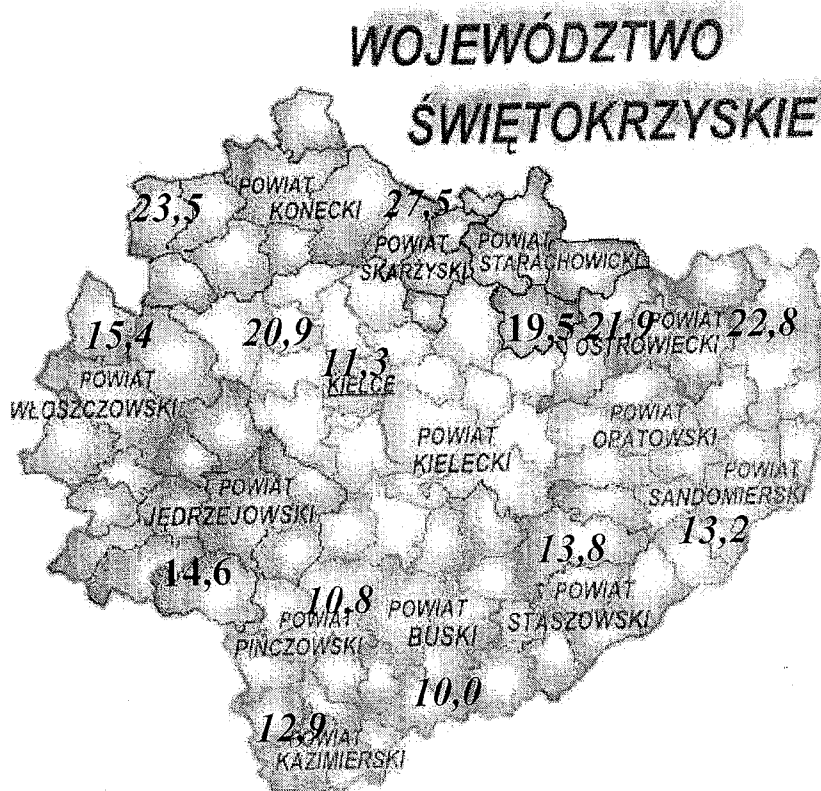 WOJEWÓDZTWO
ŚWIĘTOKRZYSKIE
23,5
POWIAT
KONECKI
27,5
POWIAT
SKARŻYSKI
POWIAT
STARACHOWICKI
15,4
20,9
19,5
21,9
POWIAT
OSTROWIECKI
22,8
11,3
KIELCE
POWIAT
WŁOSZCZOWSKI
POWIAT
KIELECKI
POWIAT
OPATOWSKI
POWIAT
SANDOMIERSKI
POWIAT
JĘDRZEJOWSKI
13,8
13,2
14,6
10,8
POWIAT
PIŃCZOWSKI
POWIAT
BUSKI
POWIAT
STASZOWSKI
10,0
12,9
POWIAT
KAZIMIERSKI